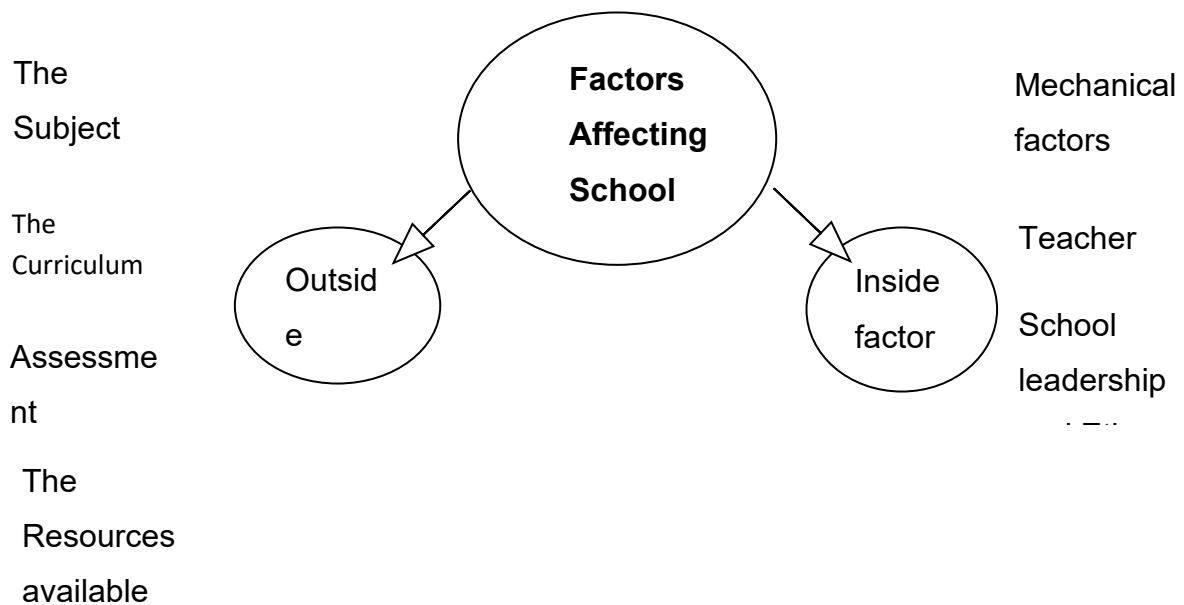 Factors
Affecting
School
The
Subject
The
Curriculum
Assessme
nt
The
Resources
available
Outsid
e
Inside
factor
Mechanical
factors
Teacher
School
leadership